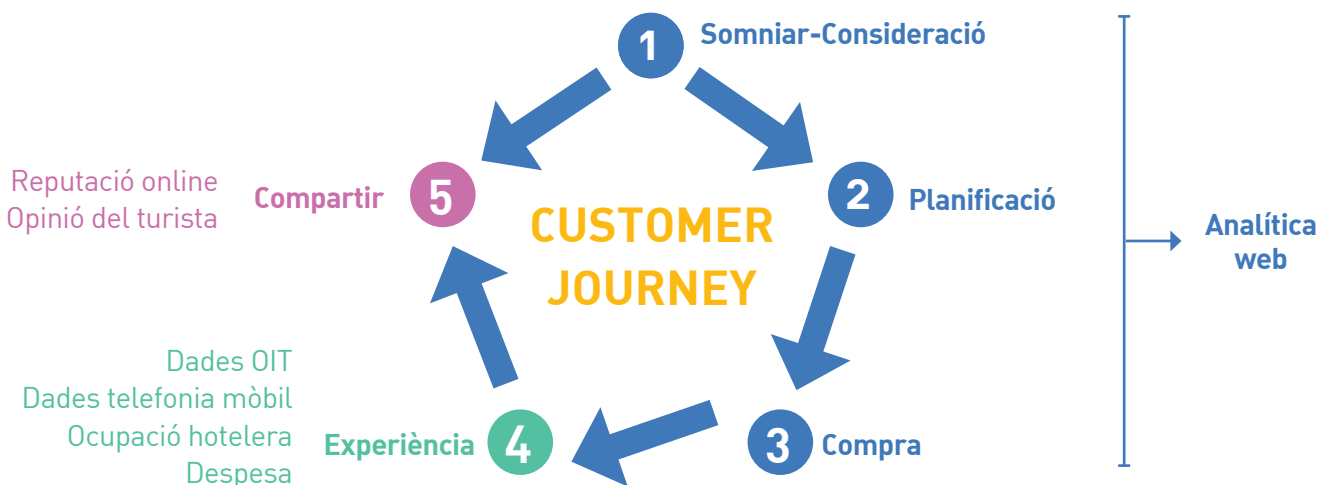 1 Somniar-Consideració
2 Planificació
3 Compra
4 Experiència
5 Compartir
CUSTOMER
JOURNEY
Analítica
web
Reputació online
Opinió del turista
Dades OIT
Dades telefonia mòbil
Ocupació hotelera
Despesa